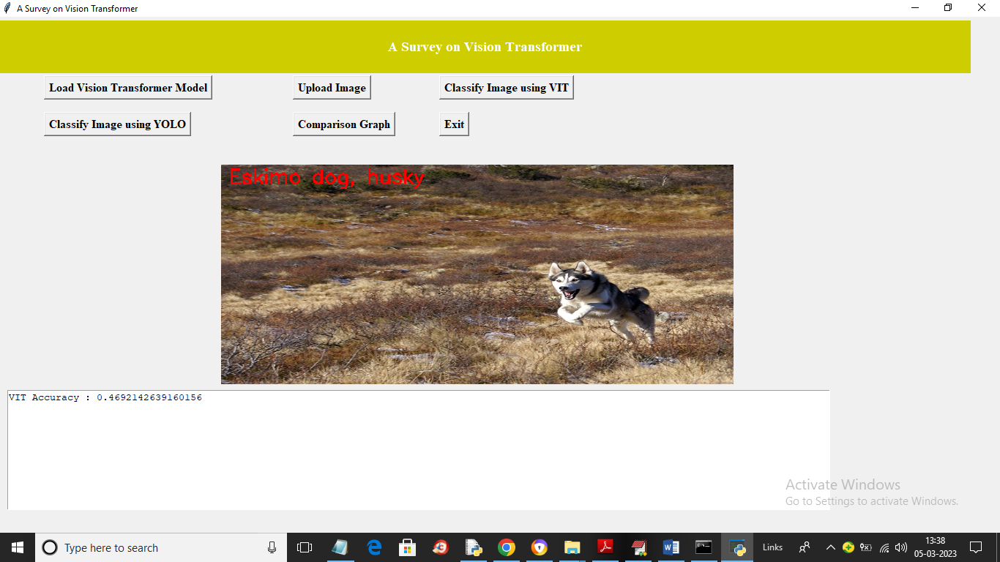 A Survey on Vision Transformer
A Survey on Vision Transformer
Load Vision Transformer Model
Upload Image
Classify Image using VIT
Classify Image using YOLO
Comparison Graph
Exit
Eskimo dog, husky
VIT Accuracy : 0.4692142639160156
Activate Windows
Go to Settings to activate Windows.
Type here to search
Links
13:38
05-03-2023